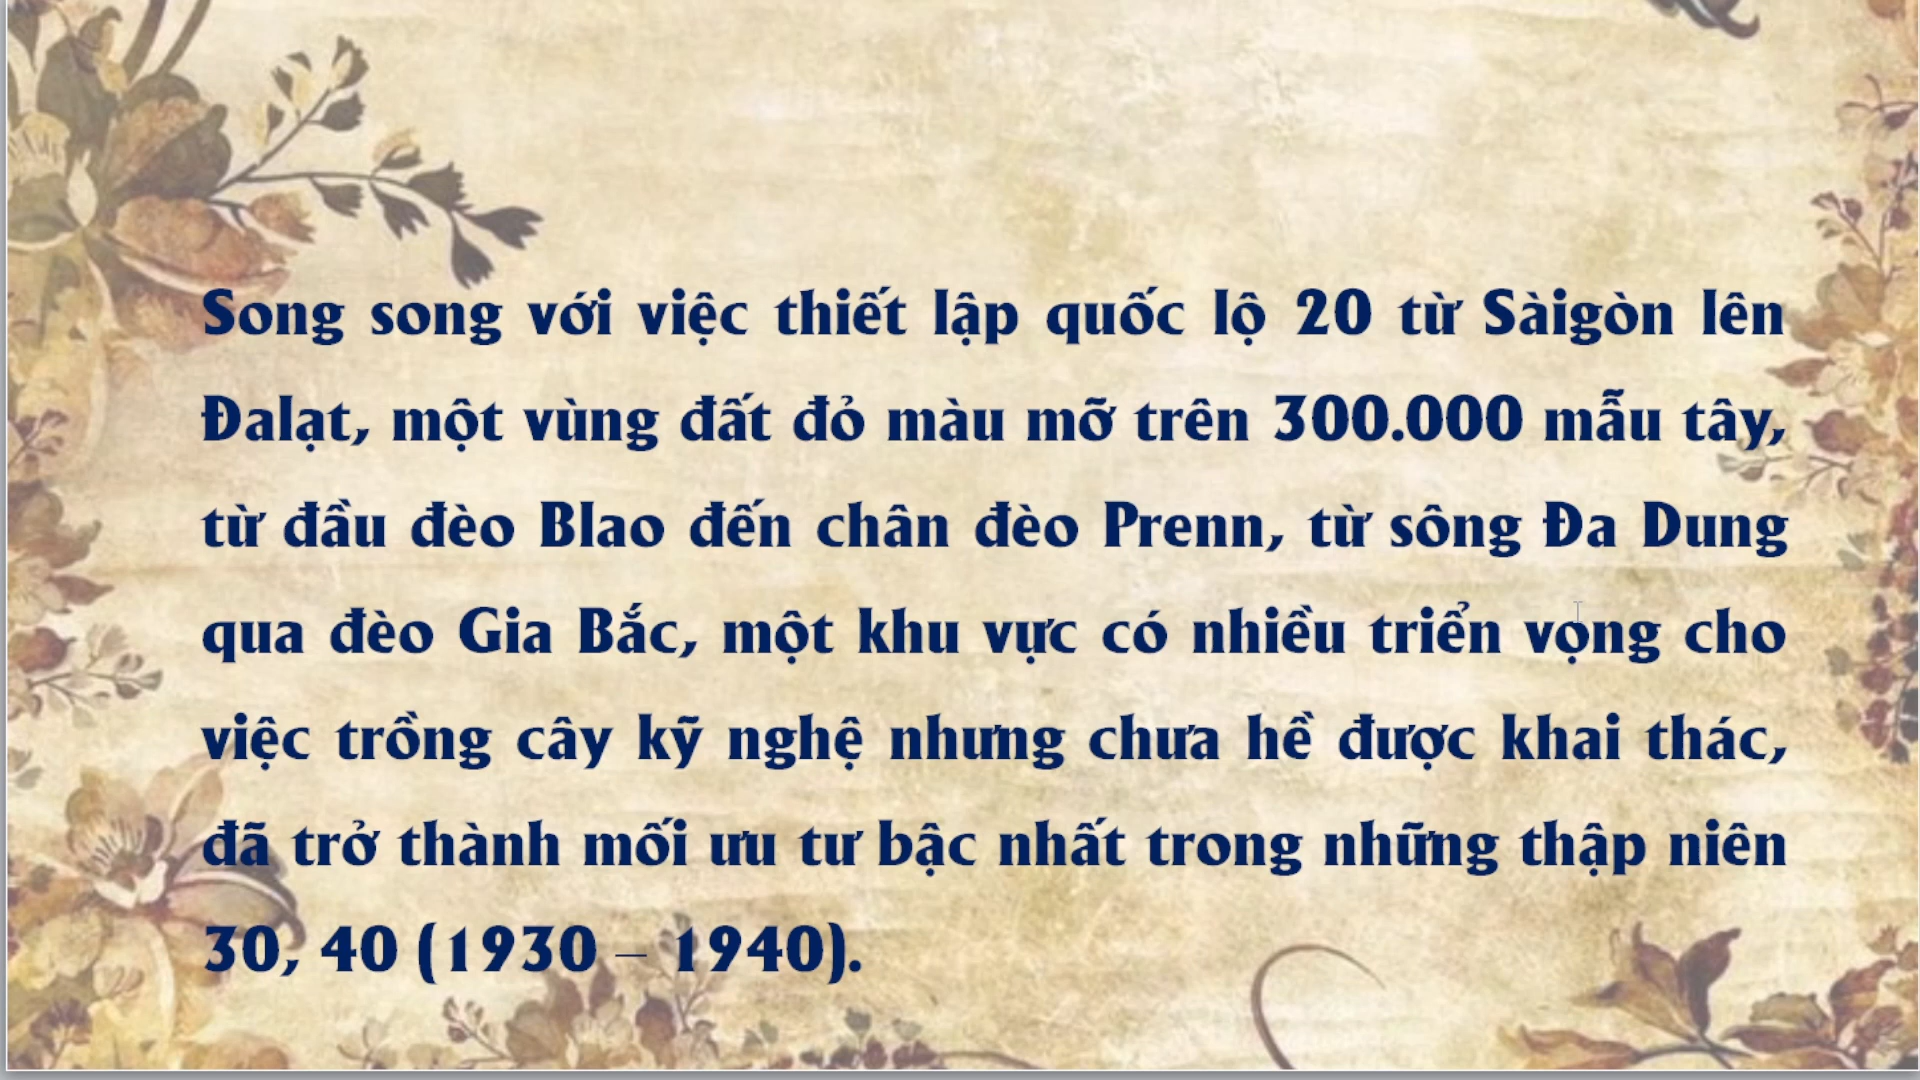 Song song với việc thiết lập quốc lộ 20 từ Sàigòn lên
Đalạt, một vùng đất đỏ màu mỡ trên 300.000 mẫu tây,
từ đầu đèo Blao đến chân đèo Prenn, từ sông Đa Dung
qua đèo Gia Bắc, một khu vực có nhiều triển vọng cho
việc trồng cây kỹ nghệ nhưng chưa hề được khai thác,
đã trở thành mối ưu tư bậc nhất trong những thập niên
30, 40 (1930 – 1940).